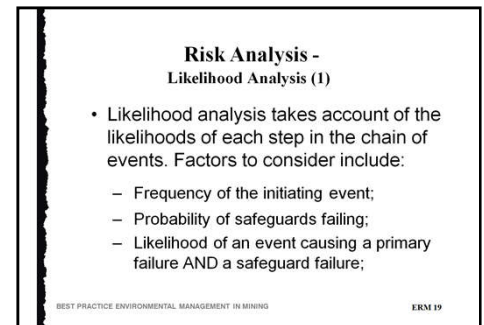 Risk Analysis -
Likelihood Analysis (1)
• Likelihood analysis takes account of the
likelihoods of each step in the chain of
events. Factors to consider include:
– Frequency of the initiating event;
– Probability of safeguards failing;
– Likelihood of an event causing a primary
failure AND a safeguard failure;
BEST PRACTICE ENVIRONMENTAL MANAGEMENT IN MINING
ERM 19